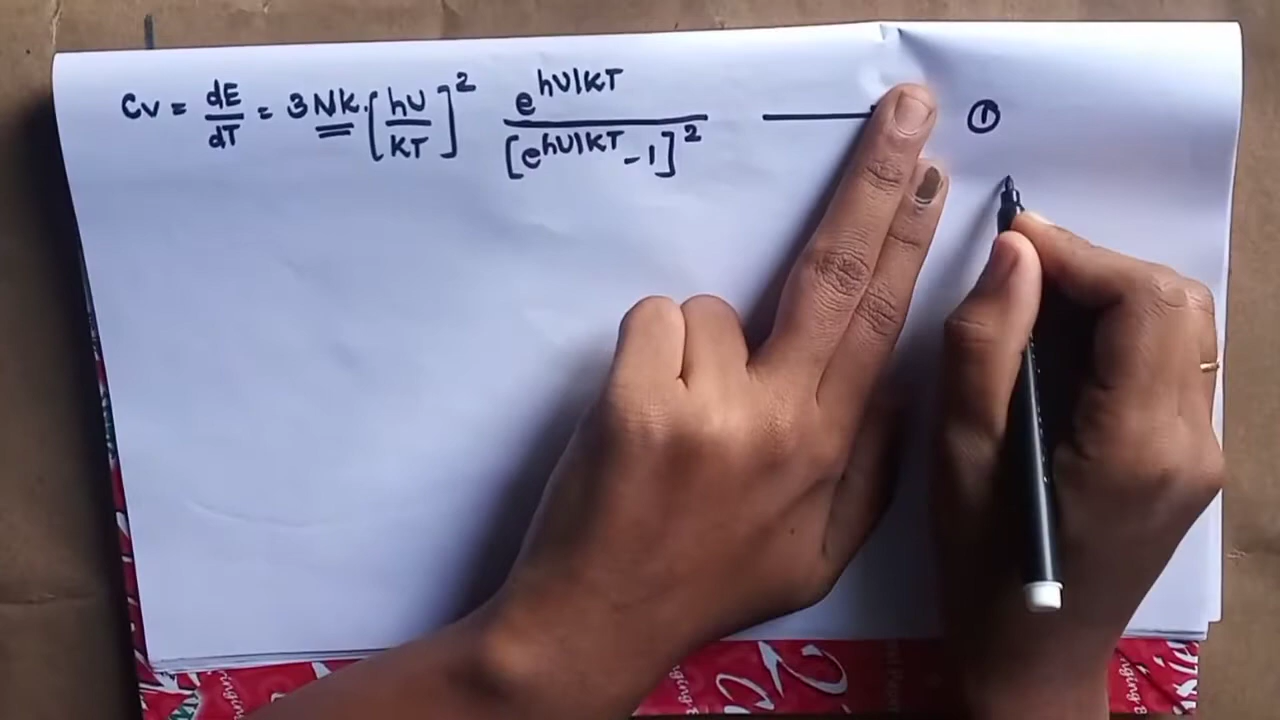 Cv = dE/dT = 3Nk.[hυ/KT]² e^hυ/KT / [e^hυ/KT - 1]² — ①